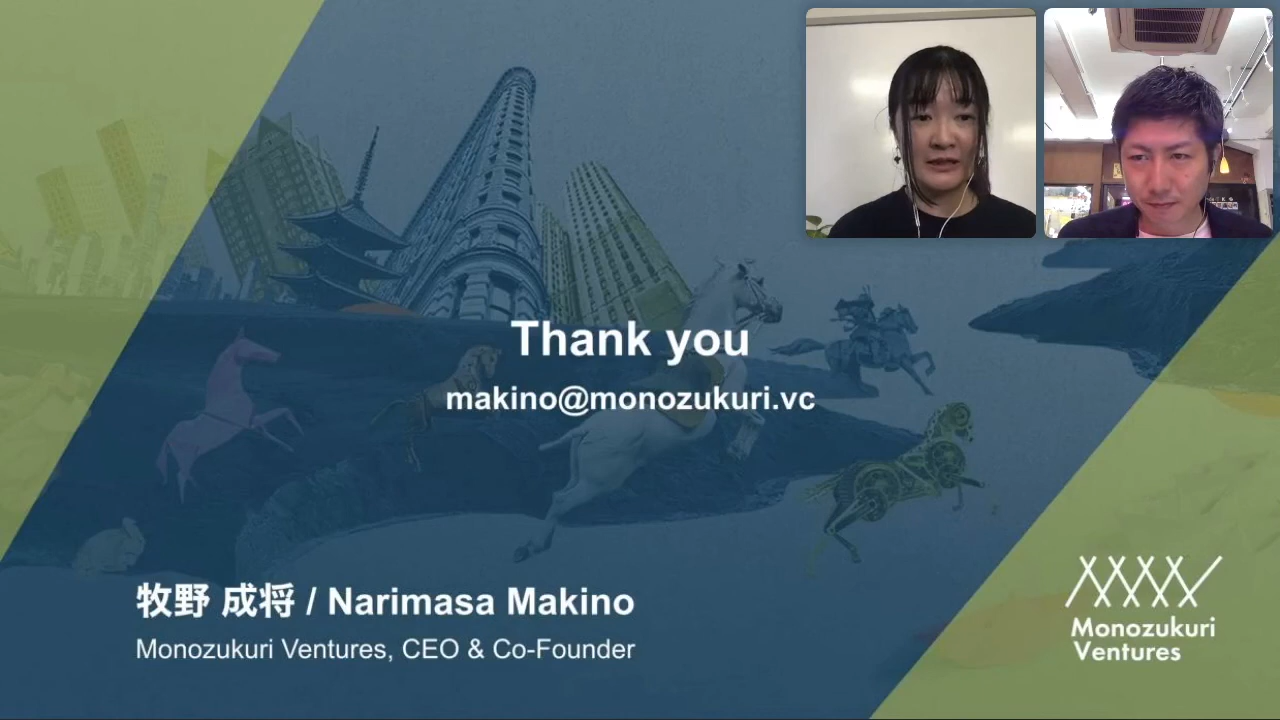 Thank you
makino@monozukuri.vc
牧野 成将 / Narimasa Makino
Monozukuri Ventures, CEO & Co-Founder
Monozukuri
Ventures